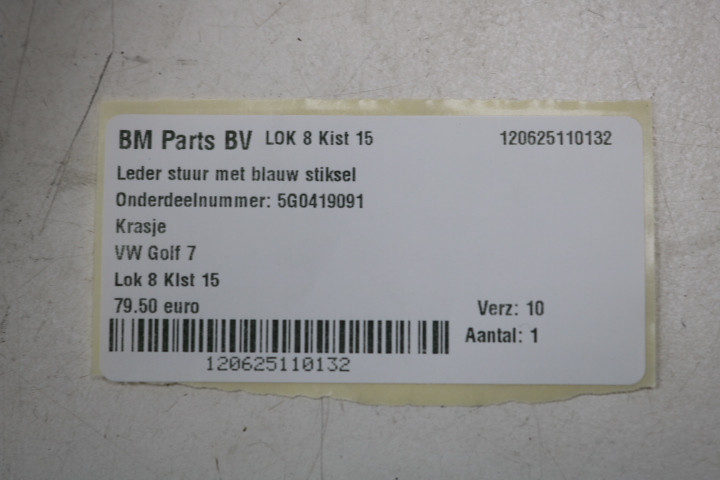 BM Parts BV LOK 8 Kist 15 120625110132
Leder stuur met blauw stiksel
Onderdeelnummer: 5G0419091
Krasje
VW Golf 7
Lok 8 KIst 15
79.50 euro Verz: 10
Aantal: 1
120625110132